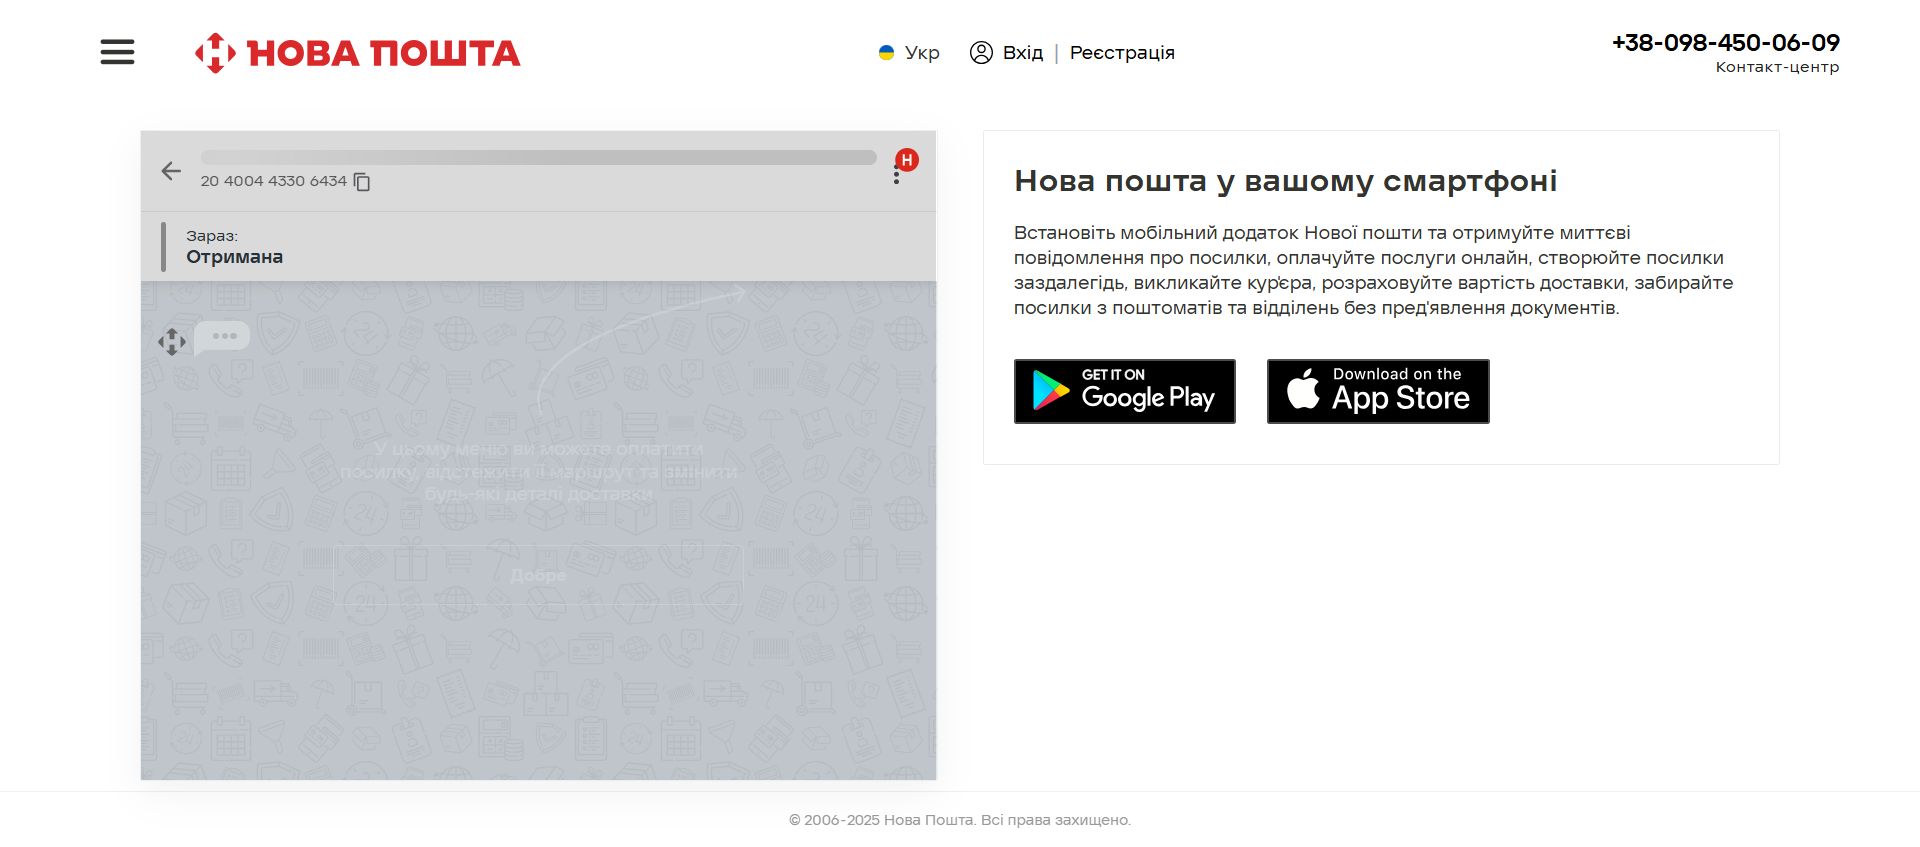 НОВА ПОШТА
Укр
Вхід | Реєстрація
+38-098-450-06-09
Контакт-центр
20 4004 4330 6434
Н
Зараз:
Отримана
У цьому меню ви можете оплатити
посилку, відстежити її маршрут та змінити
будь-які деталі доставки
Добре
Нова пошта у вашому смартфоні
Встановіть мобільний додаток Нової пошти та отримуйте миттєві
повідомлення про посилки, оплачуйте послуги онлайн, створюйте посилки
заздалегідь, викликайте кур'єра, розраховуйте вартість доставки, забирайте
посилки з поштоматів та відділень без пред'явлення документів.
GET IT ON
Google Play
Download on the
App Store
© 2006-2025 Нова Пошта. Всі права захищено.